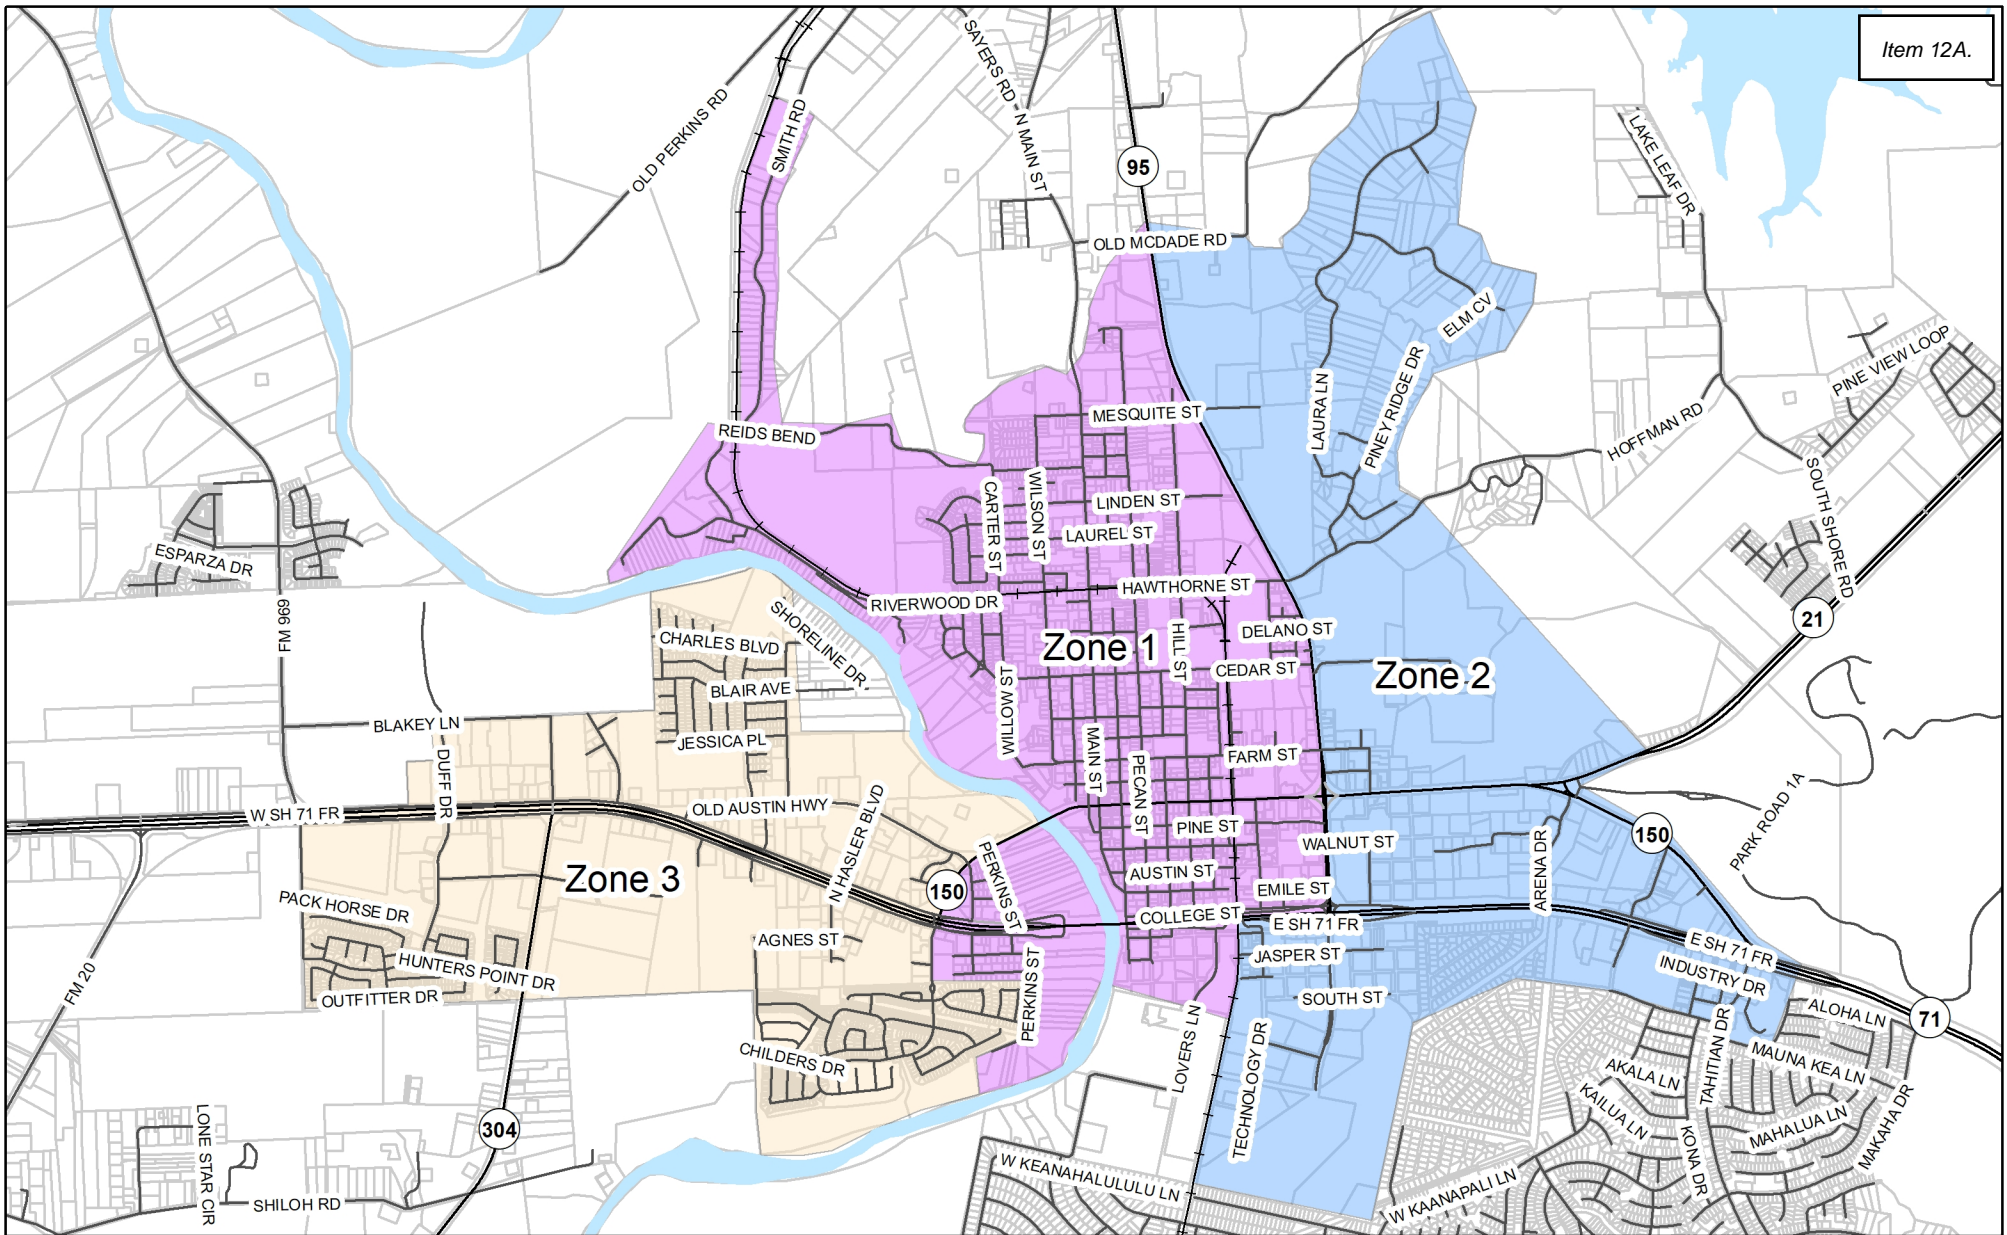 Item 12A.
SAYERS RD
N MAIN ST
OLD PERKINS RD
SMITH RD
95
LAKE LEAF DR
OLD MCDADE RD
ELM CV
PINE VIEW LOOP
LAURA LN
PINEY RIDGE DR
MESQUITE ST
REIDS BEND
HOFFMAN RD
SOUTH SHORE RD
CARTER ST
WILSON ST
LINDEN ST
LAUREL ST
ESPARZA DR
FM 969
HAWTHORNE ST
RIVERWOOD DR
SHORELINE DR
CHARLES BLVD
DELANO ST
21
Zone 1
HILL ST
CEDAR ST
Zone 2
BLAIR AVE
WILLOW ST
BLAKEY LN
JESSICA PL
DUFF DR
MAIN ST
PECAN ST
FARM ST
W SH 71 FR
OLD AUSTIN HWY
N HASLER BLVD
PINE ST
WALNUT ST
ARENA DR
150
PARK ROAD 1A
Zone 3
PERKINS ST
150
AUSTIN ST
EMILE ST
PACK HORSE DR
COLLEGE ST
E SH 71 FR
AGNES ST
E SH 71 FR
JASPER ST
HUNTERS POINT DR
INDUSTRY DR
FM 20
OUTFITTER DR
PERKINS ST
SOUTH ST
ALOHA LN
71
LOVERS LN
TECHNOLOGY DR
TAHITIAN DR
CHILDERS DR
MAUNA KEA LN
AKALA LN
KAILUA LN
MAHALUA LN
MAKAHA DR
304
LONE STAR CIR
KONA DR
W KEANAHALULULU LN
W KAANAPALI LN
SHILOH RD